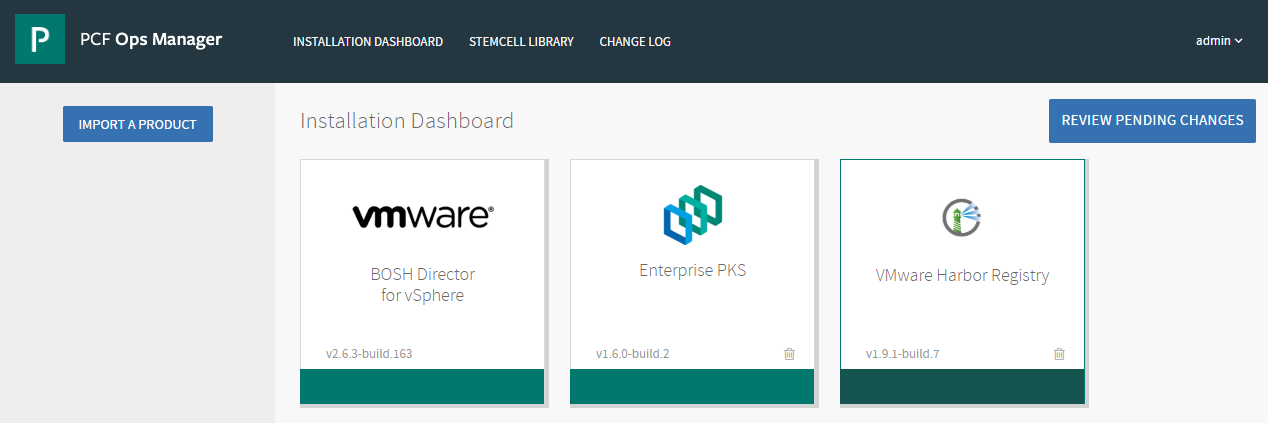 P
PCF Ops Manager
INSTALLATION DASHBOARD
STEMCELL LIBRARY
CHANGE LOG
admin
IMPORT A PRODUCT
Installation Dashboard
REVIEW PENDING CHANGES
vmware®
BOSH Director
for vSphere
v2.6.3-build.163
Enterprise PKS
v1.6.0-build.2
VMware Harbor Registry
v1.9.1-build.7